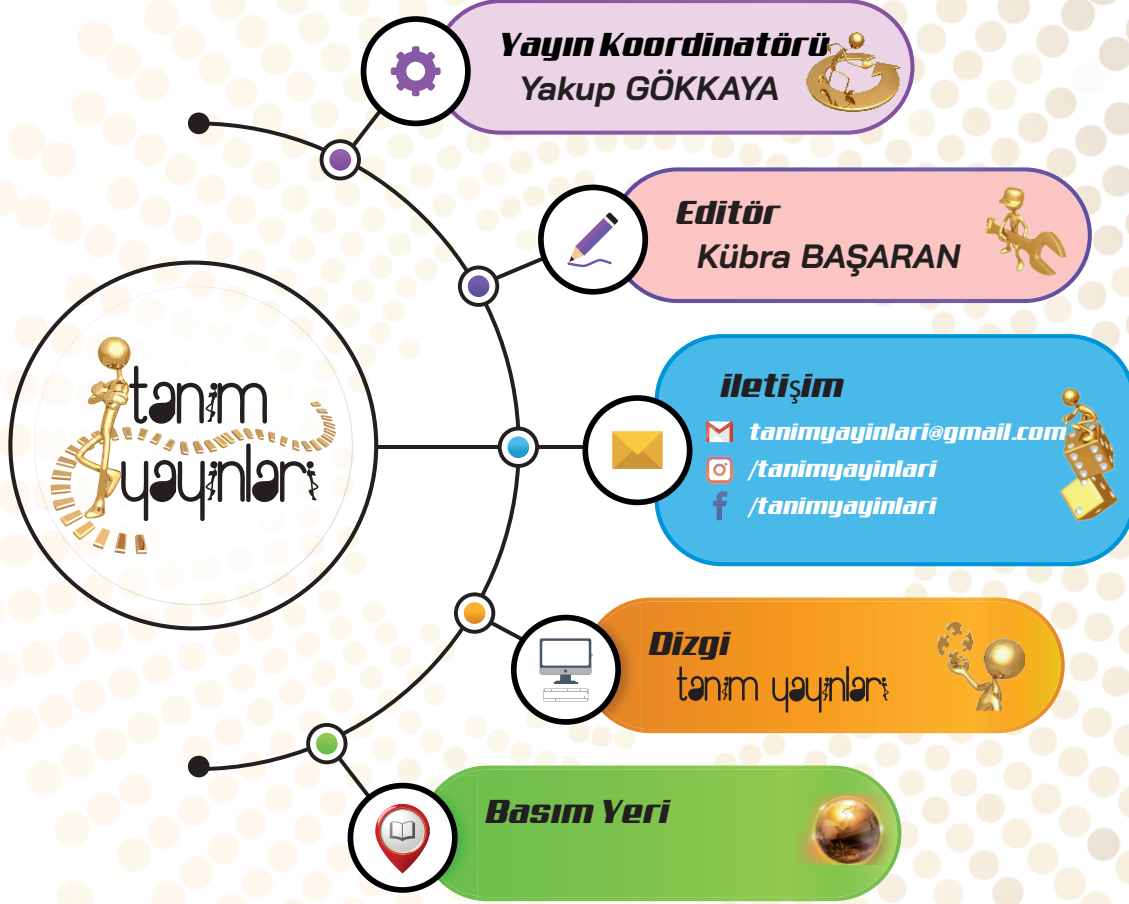 Yayın Koordinatörü
Yakup GÖKKAYA
Editör
Kübra BAŞARAN
tanım
yayınları
iletişim
tanimyayinlari@gmail.com
/tanimyayinlari
/tanimyayinlari
Dizgi
tanım yayınları
Basım Yeri